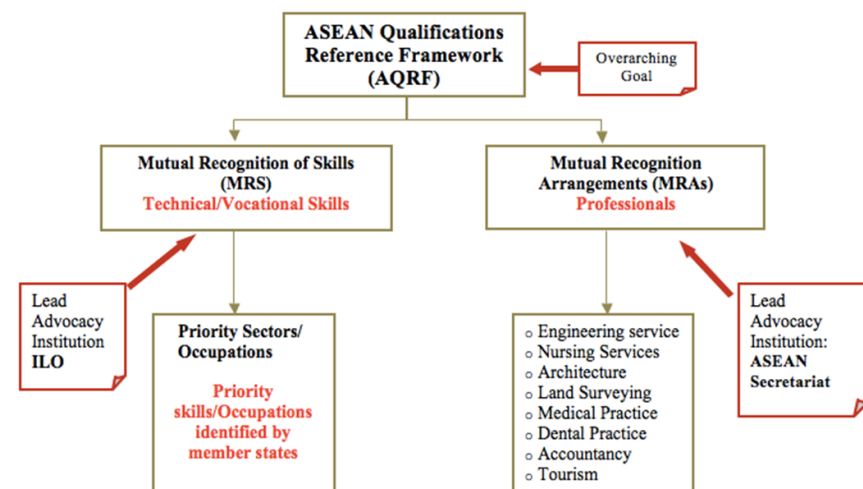 ASEAN Qualifications
Reference Framework
(AQRF)
Overarching
Goal
Mutual Recognition of Skills
(MRS)
Technical/Vocational Skills
Mutual Recognition
Arrangements (MRAs)
Professionals
Lead
Advocacy
Institution
ILO
Priority Sectors/
Occupations
Priority
skills/Occupations
identified by
member states
o Engineering service
o Nursing Services
o Architecture
o Land Surveying
o Medical Practice
o Dental Practice
o Accountancy
o Tourism
Lead
Advocacy
Institution:
ASEAN
Secretariat